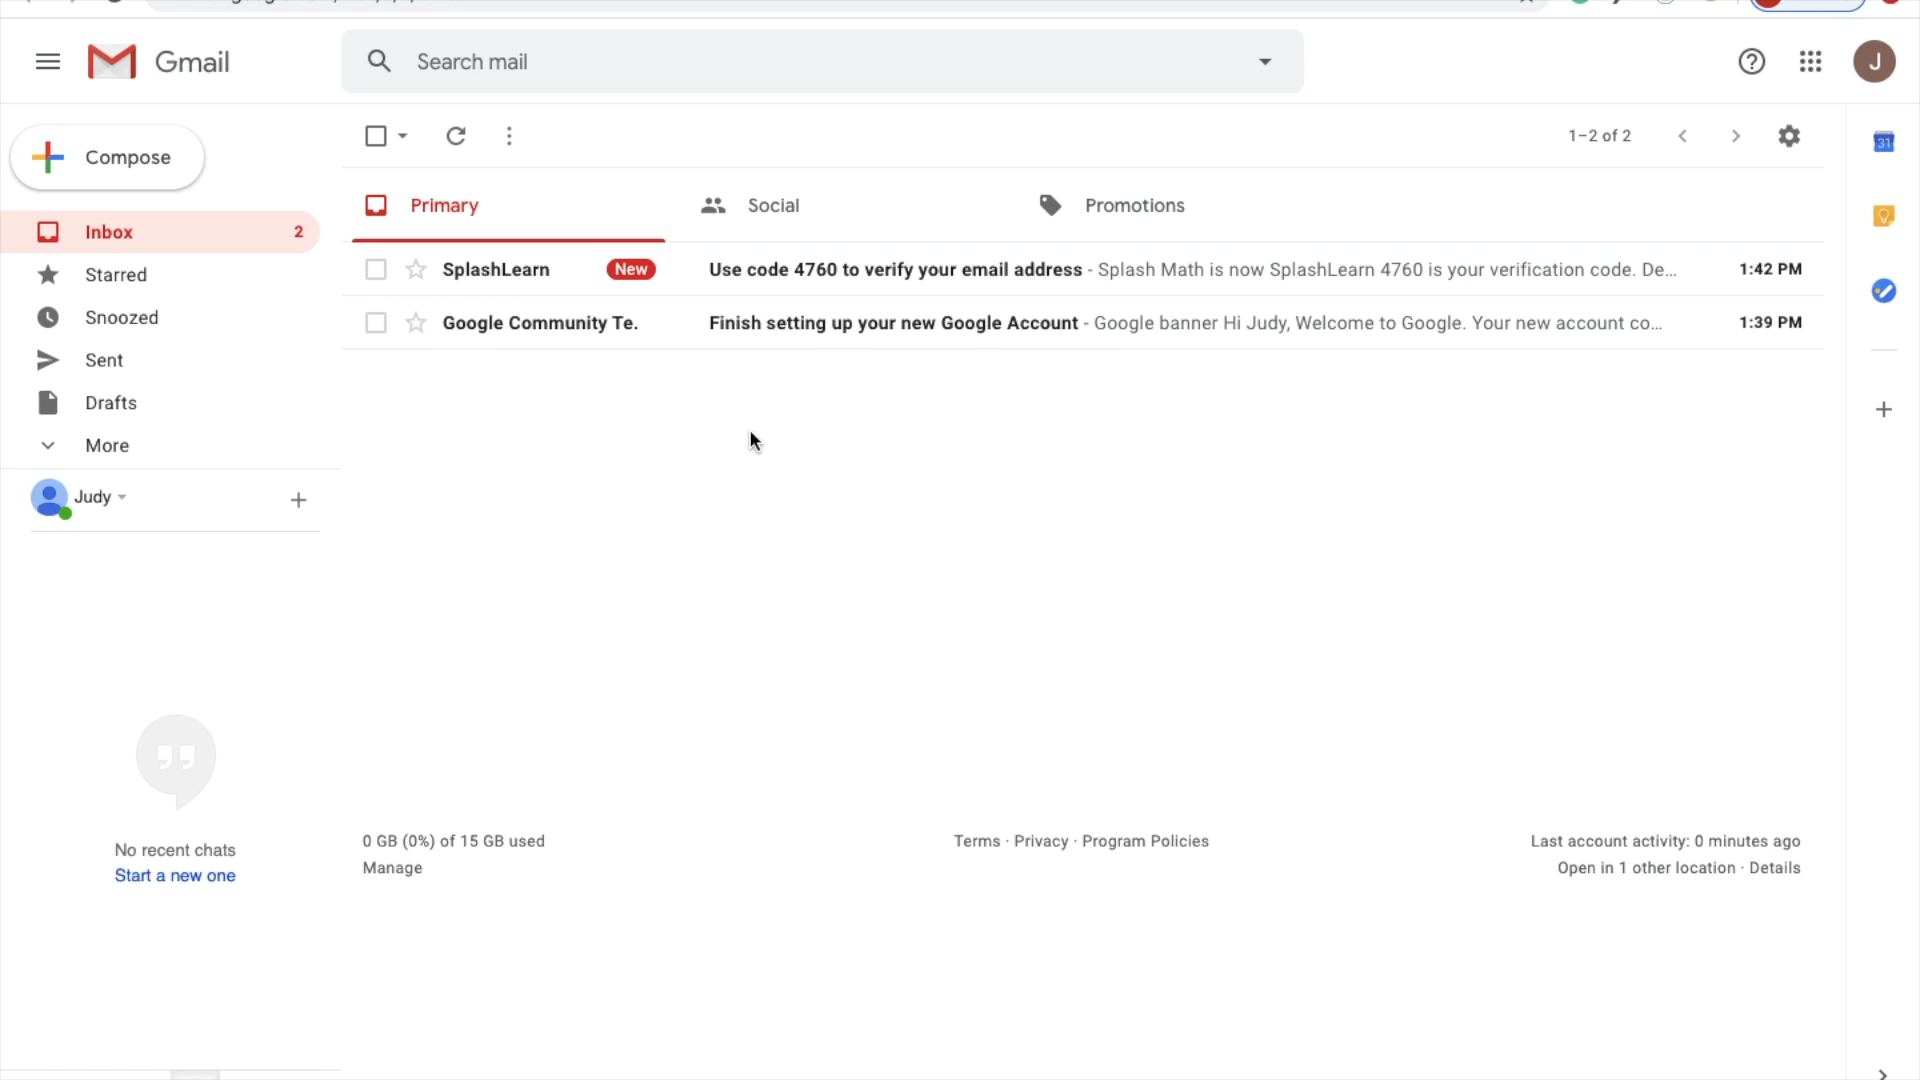 Gmail
Search mail
J
Compose
1–2 of 2
31
Primary
Social
Promotions
Inbox 2
Starred
Snoozed
Sent
Drafts
More
SplashLearn New Use code 4760 to verify your email address - Splash Math is now SplashLearn 4760 is your verification code. De... 1:42 PM
Google Community Te. Finish setting up your new Google Account - Google banner Hi Judy, Welcome to Google. Your new account co... 1:39 PM
Judy
No recent chats
Start a new one
0 GB (0%) of 15 GB used
Manage
Terms · Privacy · Program Policies
Last account activity: 0 minutes ago
Open in 1 other location · Details